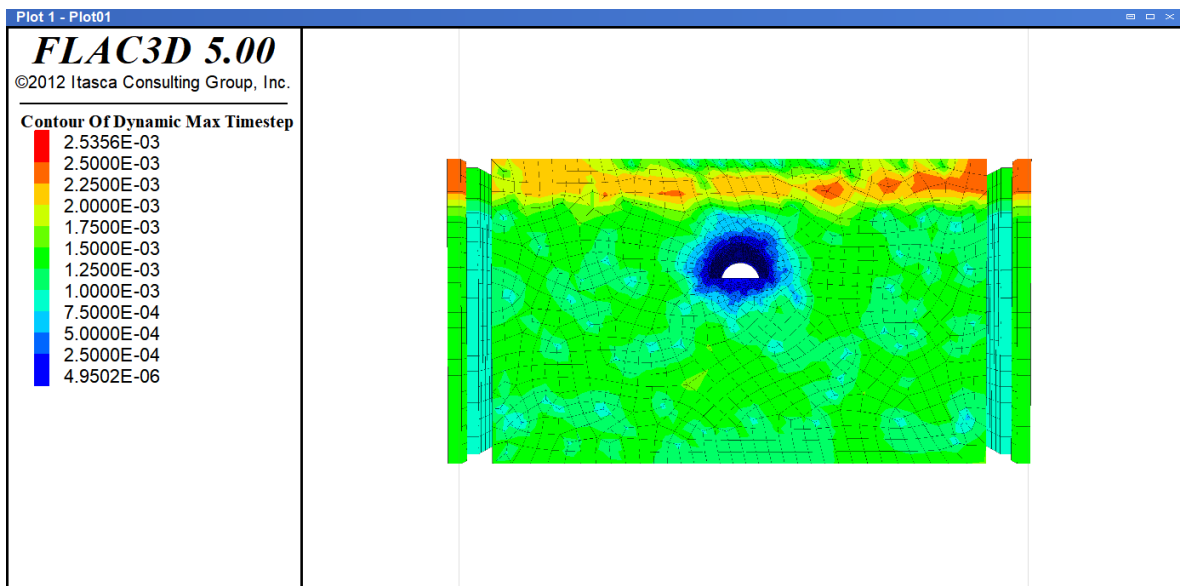 Plot 1 - Plot01
FLAC3D 5.00
©2012 Itasca Consulting Group, Inc.
Contour Of Dynamic Max Timestep
2.5356E-03
2.5000E-03
2.2500E-03
2.0000E-03
1.7500E-03
1.5000E-03
1.2500E-03
1.0000E-03
7.5000E-04
5.0000E-04
2.5000E-04
4.9502E-06